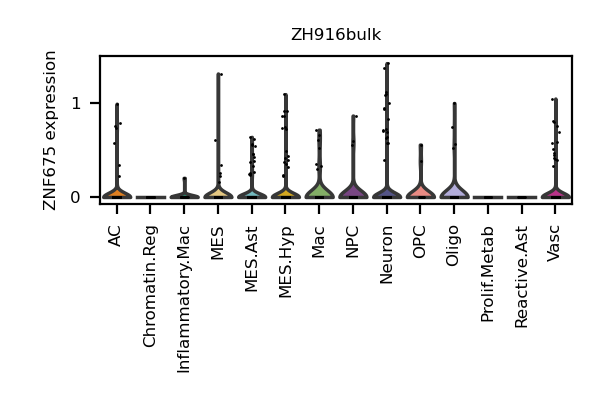 ZH916bulk
ZNF675 expression
1
0
AC
Chromatin.Reg
Inflammatory.Mac
MES
MES.Ast
MES.Hyp
Mac
NPC
Neuron
OPC
Oligo
Prolif.Metab
Reactive.Ast
Vasc